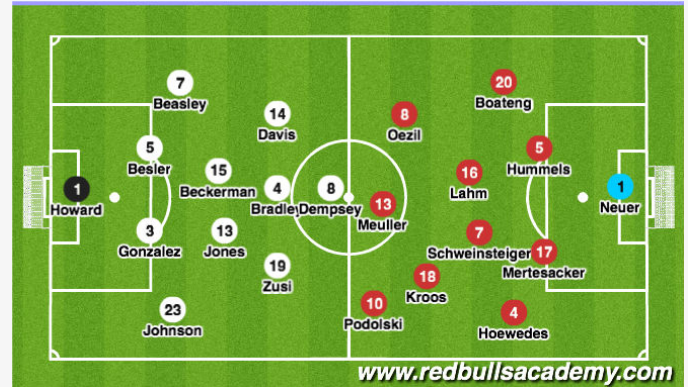 7
Beasley
14
Davis
5
Besler
15
Beckerman
1
Howard
4
Bradley
8
Dempsey
3
Gonzalez
13
Jones
19
Zusi
23
Johnson
20
Boateng
8
Oezil
5
Hummels
16
Lahm
1
Neuer
13
Meuller
7
Schweinsteiger
17
Mertesacker
18
Kroos
10
Podolski
4
Hoewedes
www.redbullsacademy.com